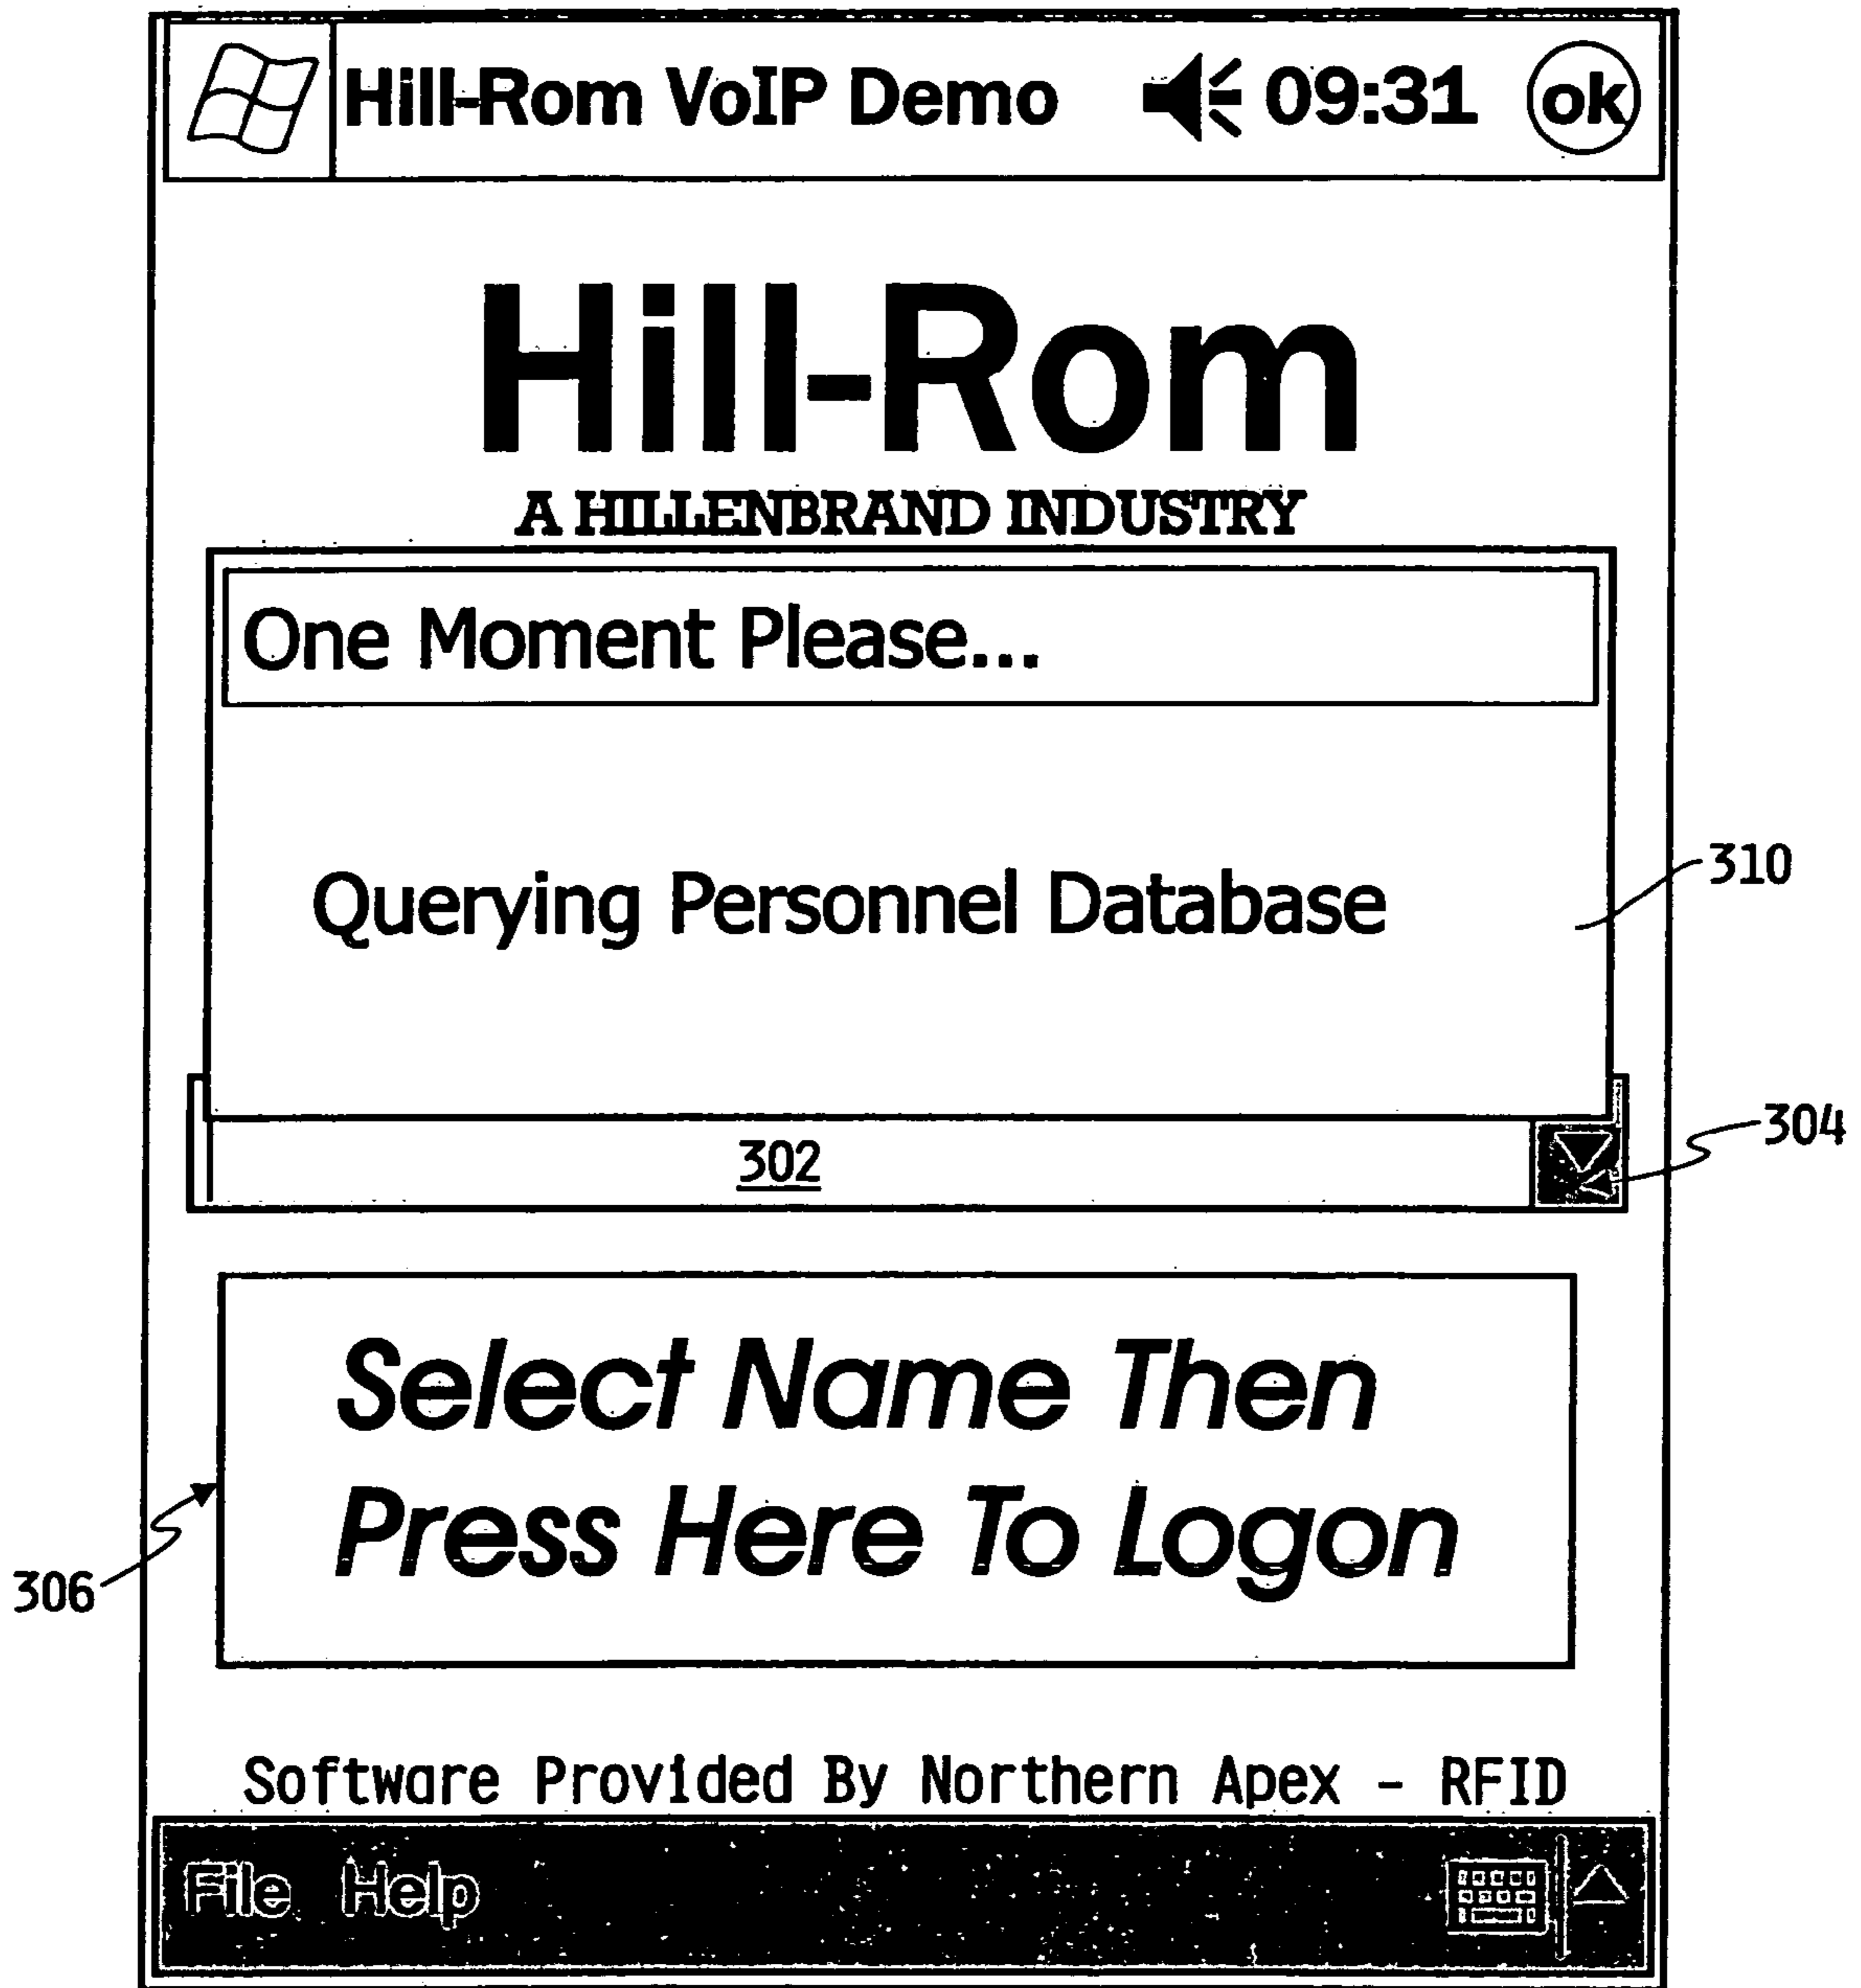 Hill-Rom VoIP Demo 09:31 ok
Hill-Rom
A HILLENBRAND INDUSTRY
One Moment Please...
Querying Personnel Database
310
302
304
Select Name Then
Press Here To Logon
306
Software Provided By Northern Apex - RFID
File Help